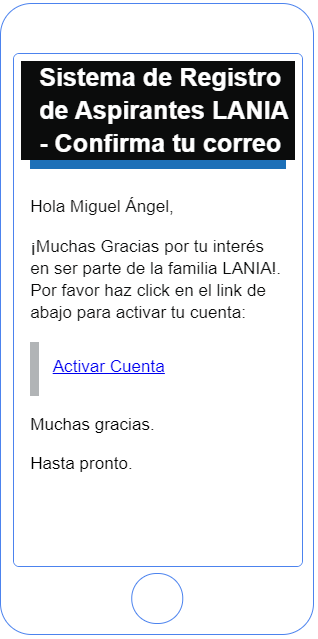 Sistema de Registro
de Aspirantes LANIA
- Confirma tu correo
Hola Miguel Ángel,
¡Muchas Gracias por tu interés
en ser parte de la familia LANIA!.
Por favor haz click en el link de
abajo para activar tu cuenta:
Activar Cuenta
Muchas gracias.
Hasta pronto.